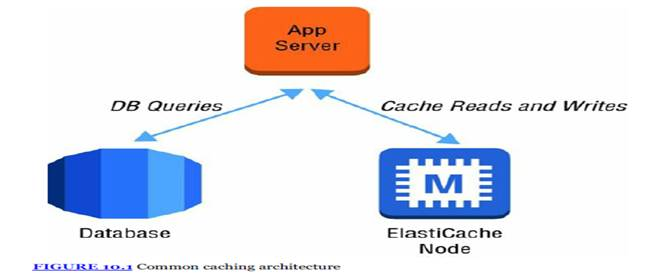 App
Server
DB Queries
Cache Reads and Writes
M
Database
ElastiCache
Node
FIGURE 10.1 Common caching architecture